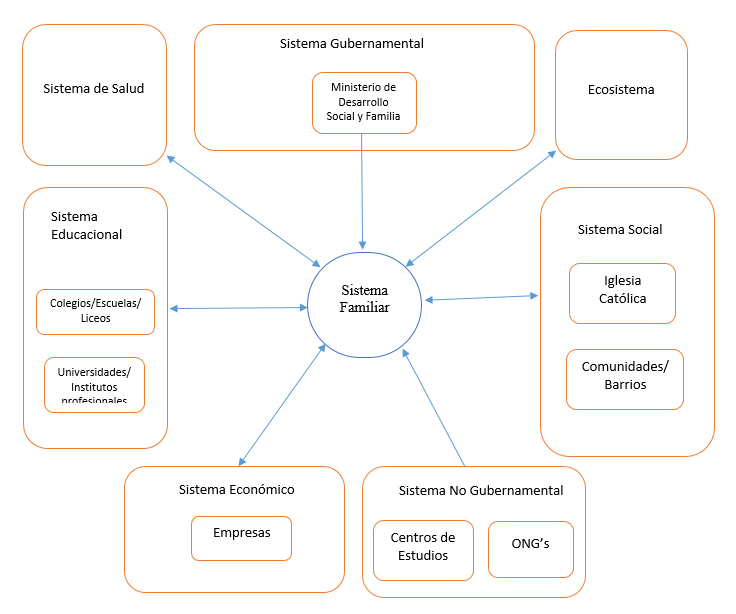 Sistema de Salud
Sistema Gubernamental
Ministerio de
Desarrollo
Social y Familia
Ecosistema
Sistema
Educacional
Colegios/Escuelas/
Liceos
Universidades/
Institutos
profesionales
Sistema
Familiar
Sistema Social
Iglesia
Católica
Comunidades/
Barrios
Sistema Económico
Empresas
Sistema No Gubernamental
Centros de
Estudios
ONG’s